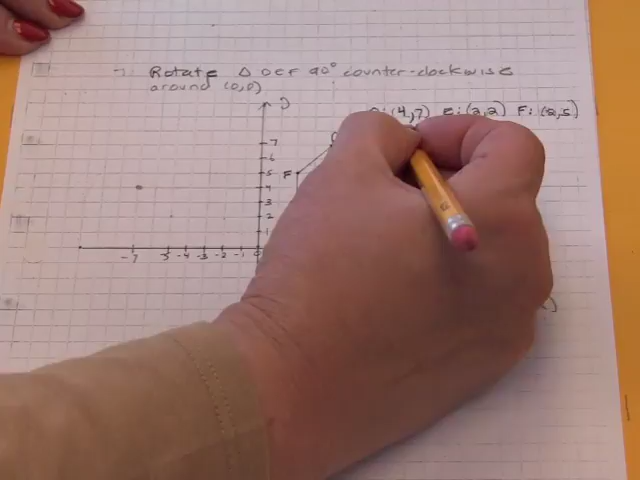 Rotate △ DEF 90° counter-clockwise
around (0,0)
D: (4,7) E: (2,2) F: (2,5)
7
6
F 5
4
3
2
1
-7 5 -4 -3 -2 -1 0